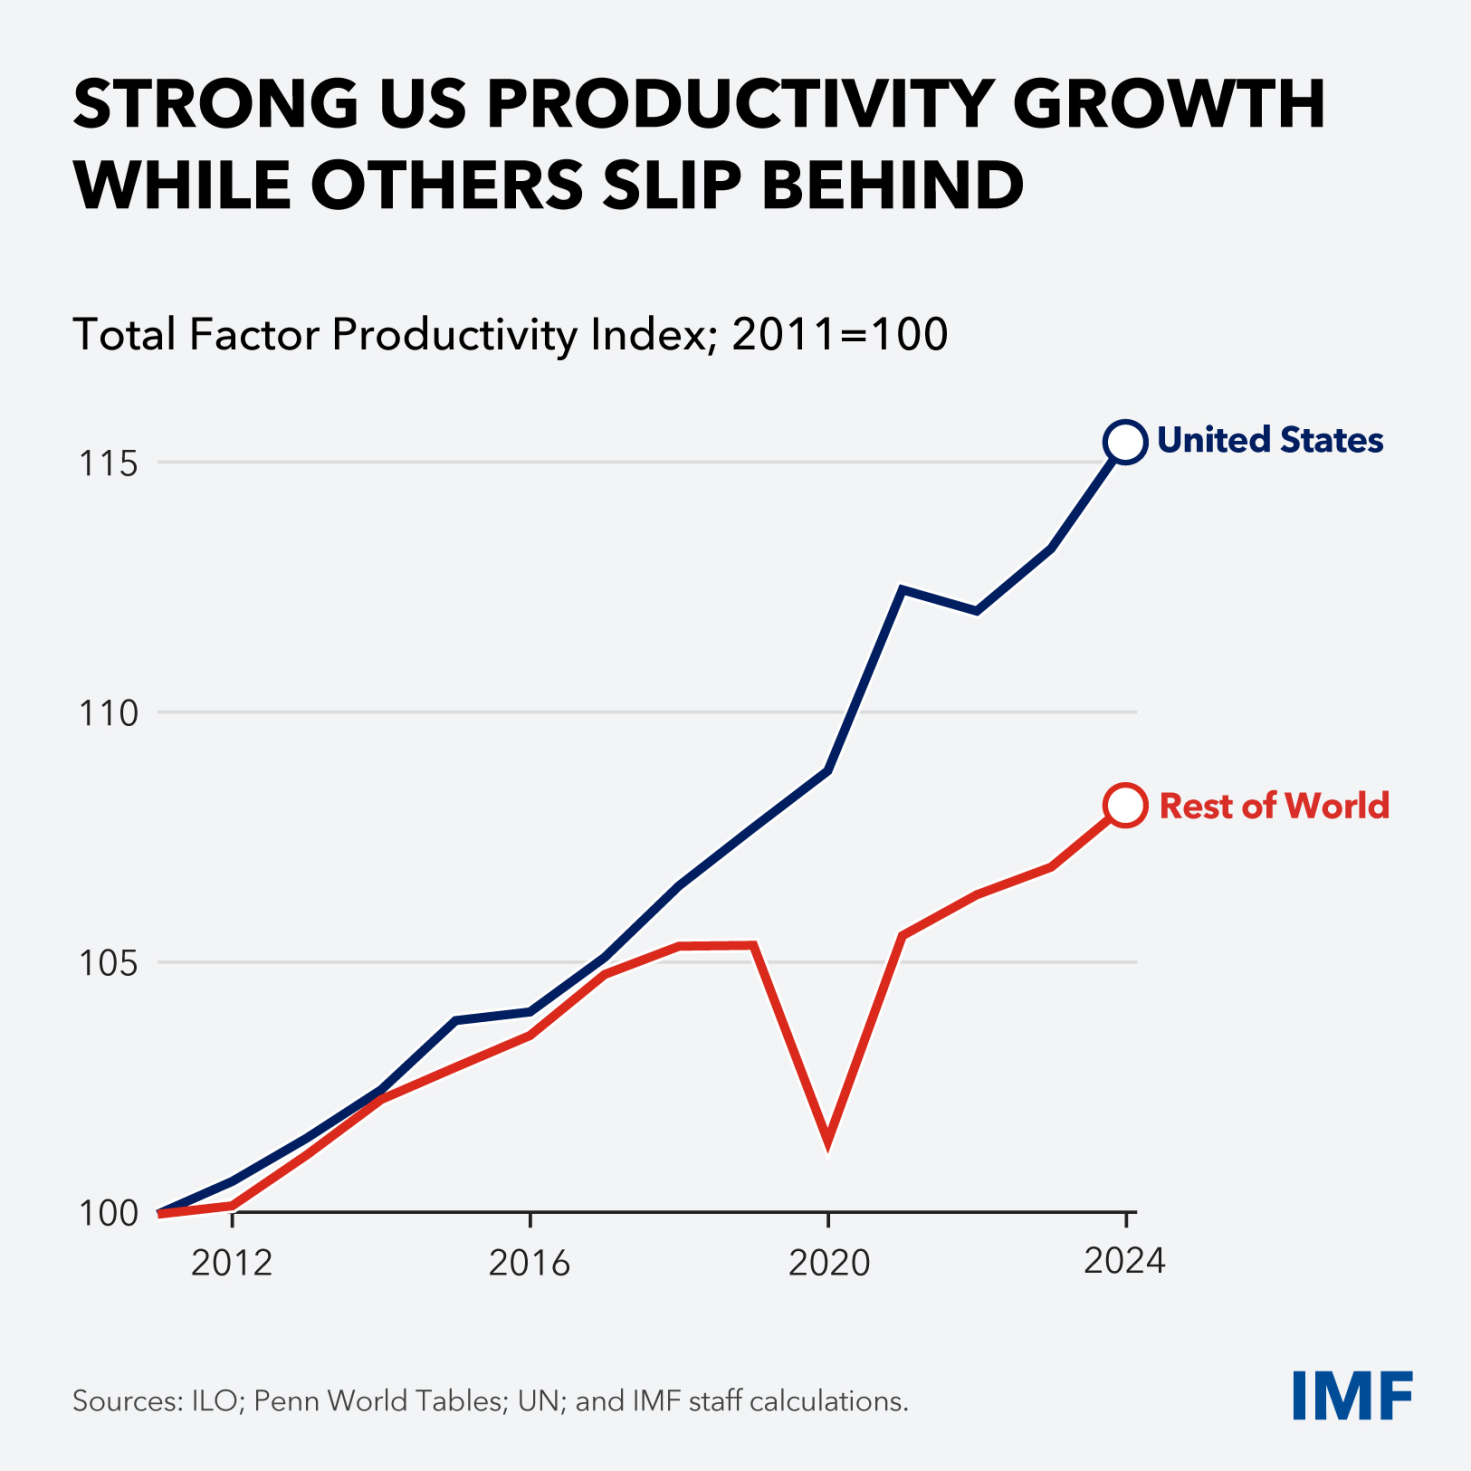 STRONG US PRODUCTIVITY GROWTH
WHILE OTHERS SLIP BEHIND
Total Factor Productivity Index; 2011=100
115
United States
110
Rest of World
105
100
2012
2016
2020
2024
Sources: ILO; Penn World Tables; UN; and IMF staff calculations.
IMF